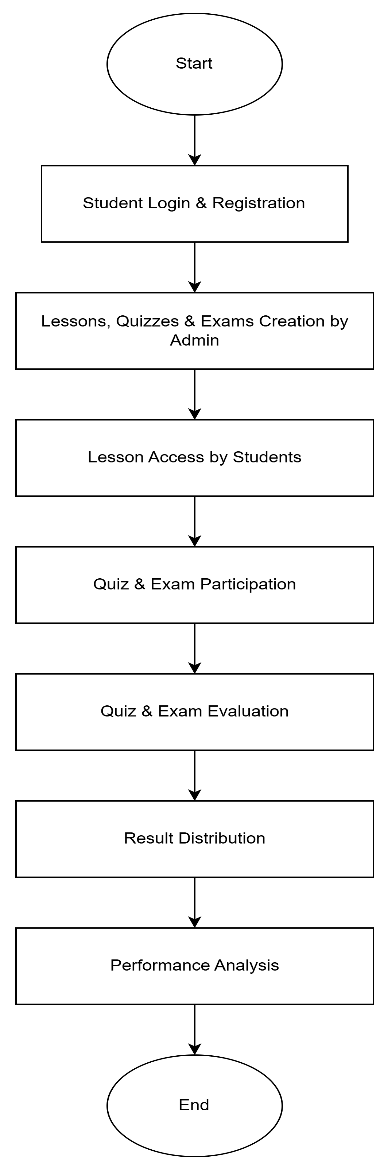 Start
Student Login & Registration
Lessons, Quizzes & Exams Creation by
Admin
Lesson Access by Students
Quiz & Exam Participation
Quiz & Exam Evaluation
Result Distribution
Performance Analysis
End